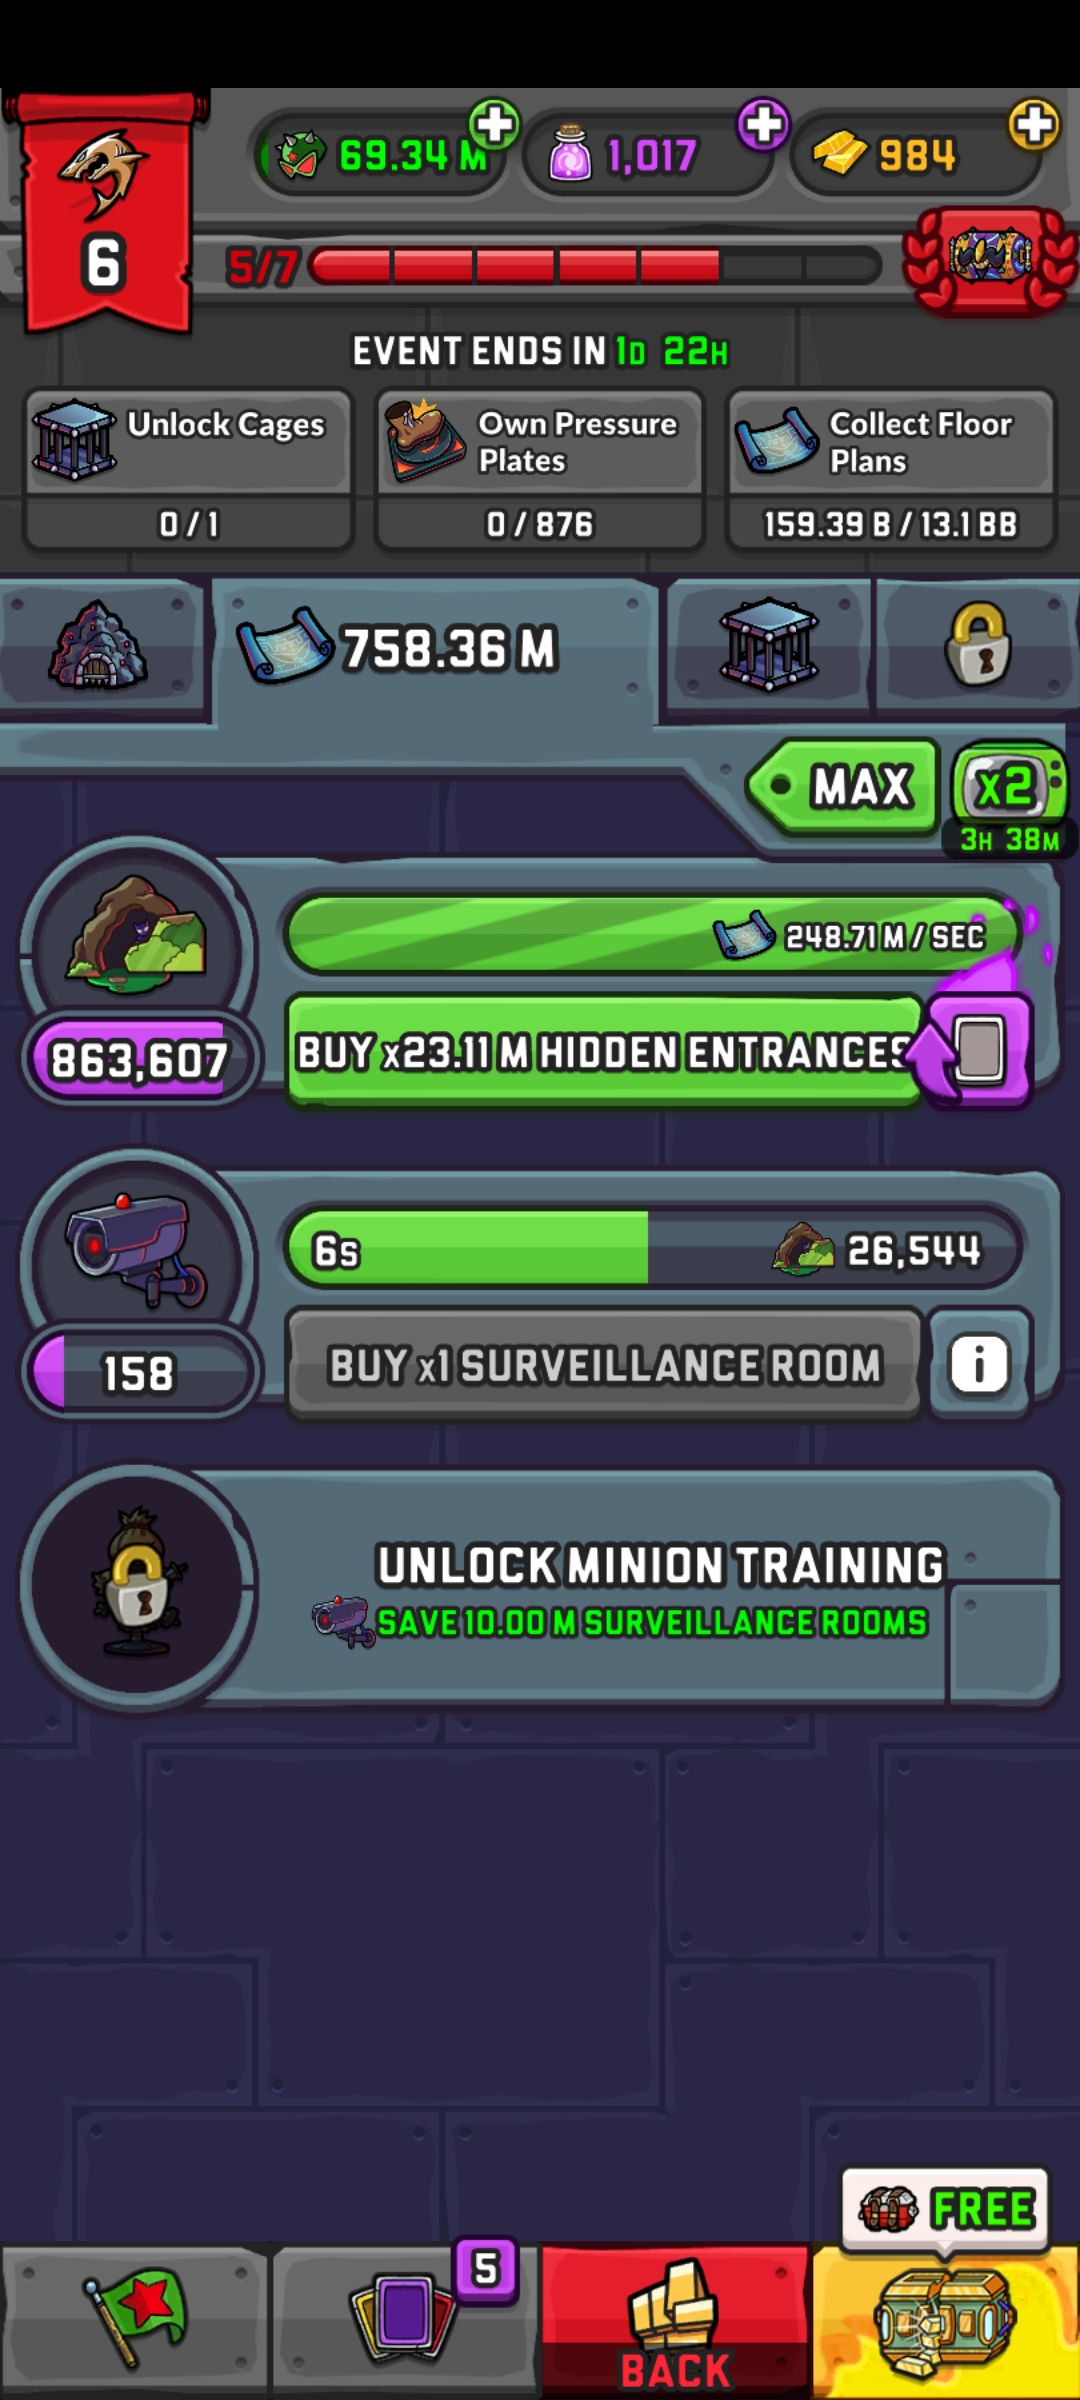 69.34 M
1,017
984
6
5/7
EVENT ENDS IN 1D 22H
Unlock Cages
0 / 1
Own Pressure
Plates
0 / 876
Collect Floor
Plans
159.39 B / 13.1 BB
758.36 M
MAX
x2
3H 38M
248.71 M / SEC
863,607
BUY x23.11 M HIDDEN ENTRANCES
6S
26,544
158
BUY x1 SURVEILLANCE ROOM
i
UNLOCK MINION TRAINING
SAVE 10.00 M SURVEILLANCE ROOMS
FREE
5
BACK